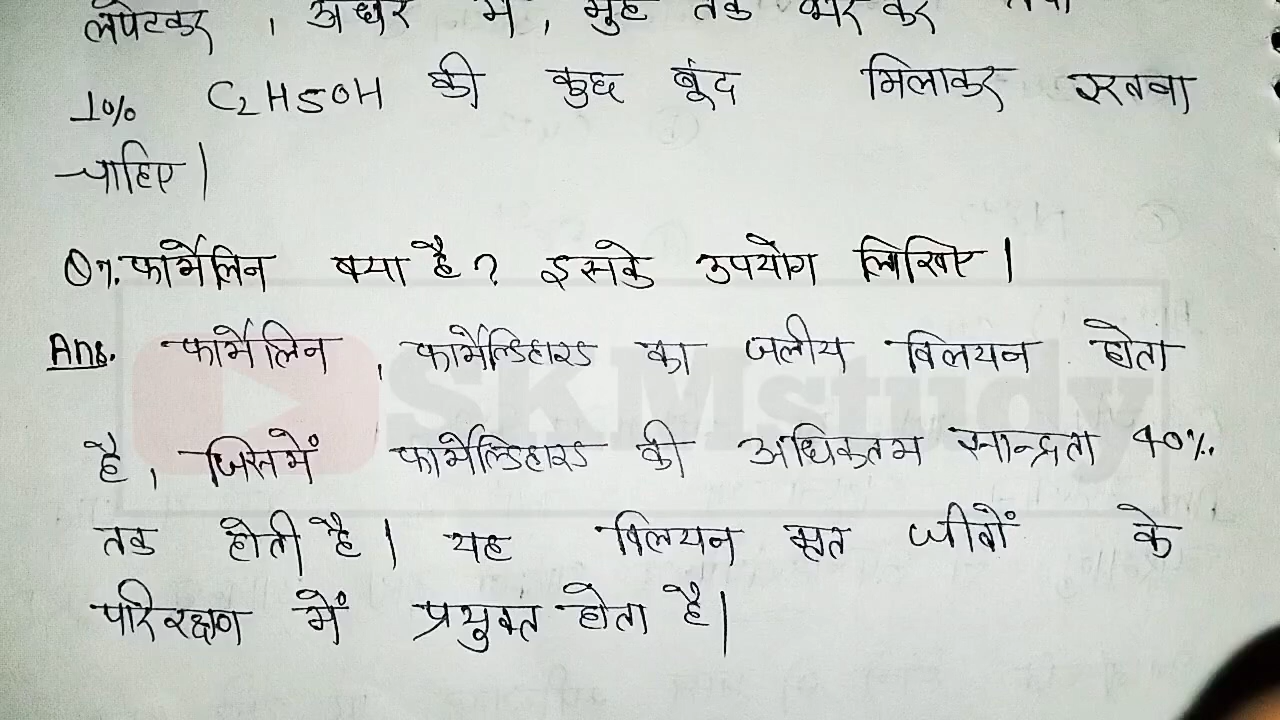 लपेटकर , अंधेरे में , मुँह तक भरकर तथा
1% C2H5OH की कुछ बूंद मिलाकर रखना
चाहिए |
Q7. फार्मेलिन क्या है ? इसके उपयोग लिखिए |
Ans. फार्मेलिन , फार्मेल्डिहाइड का जलीय विलयन होता
है , जिसमें फार्मेल्डिहाइड की अधिकतम सान्द्रता 40%.
तक होती है | यह विलयन मृत जीवों के
परिरक्षण में प्रयुक्त होता है |
SKMstudy